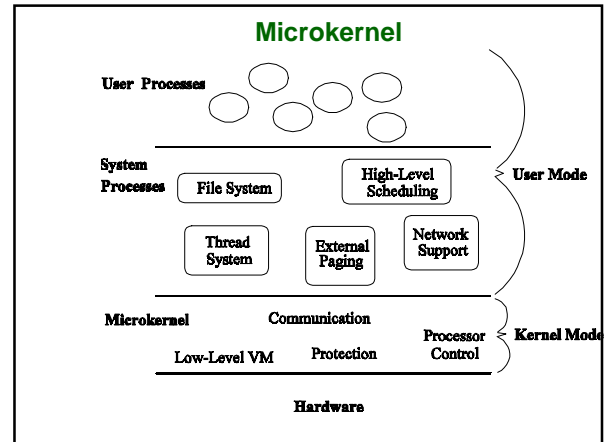 Microkernel
User Processes
System
Processes
File System
High-Level
Scheduling
User Mode
Thread
System
External
Paging
Network
Support
Microkernel
Communication
Low-Level VM
Protection
Processor
Control
Kernel Mode
Hardware